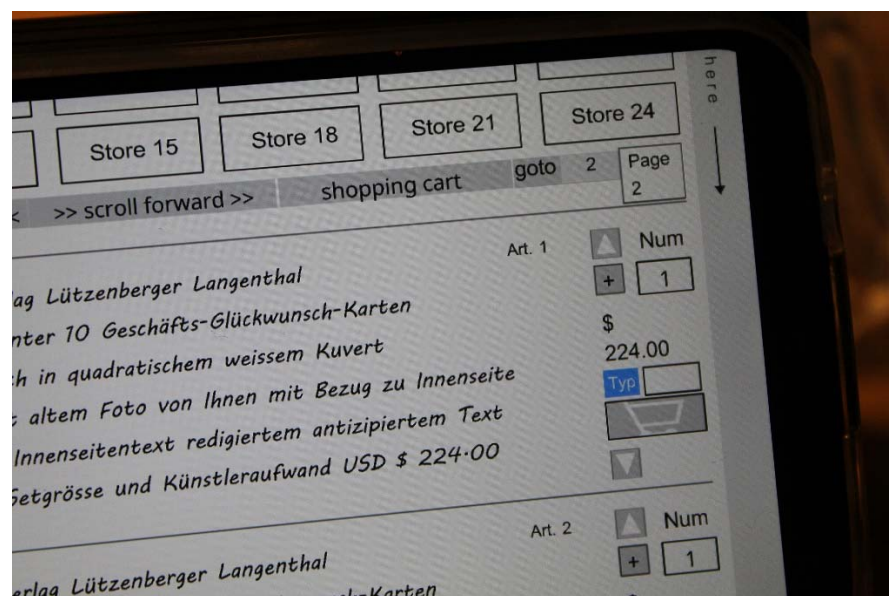 here
Store 15 Store 18 Store 21 Store 24
>> scroll forward >> shopping cart goto 2 Page 2
Art. 1 Num
ag Lützenberger Langenthal + 1
nter 10 Geschäfts-Glückwunsch-Karten $
h in quadratischem weissem Kuvert 224.00
altem Foto von Ihnen mit Bezug zu Innenseite Typ
Innenseitentext redigiertem antizipiertem Text
Setgrösse und Künstleraufwand USD $ 224.00
Art. 2 Num
erlag Lützenberger Langenthal + 1
k-Karten